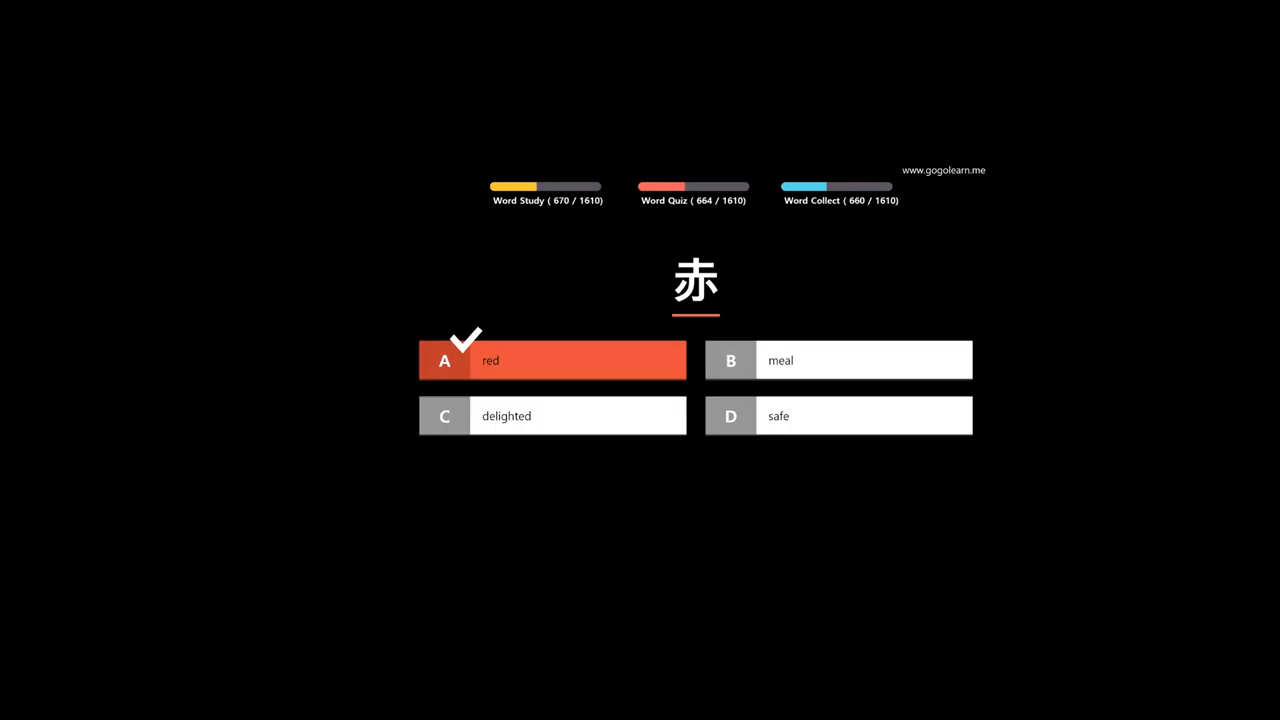 www.gogolearn.me
Word Study ( 670 / 1610)
Word Quiz ( 664 / 1610)
Word Collect ( 660 / 1610)
赤
A red
B meal
C delighted
D safe